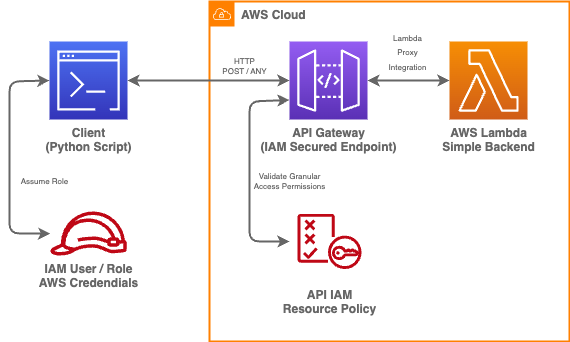 AWS Cloud
Lambda
Proxy
Integration
HTTP
POST / ANY
Client
(Python Script)
API Gateway
(IAM Secured Endpoint)
AWS Lambda
Simple Backend
Assume Role
Validate Granular
Access Permissions
IAM User / Role
AWS Credentials
API IAM
Resource Policy